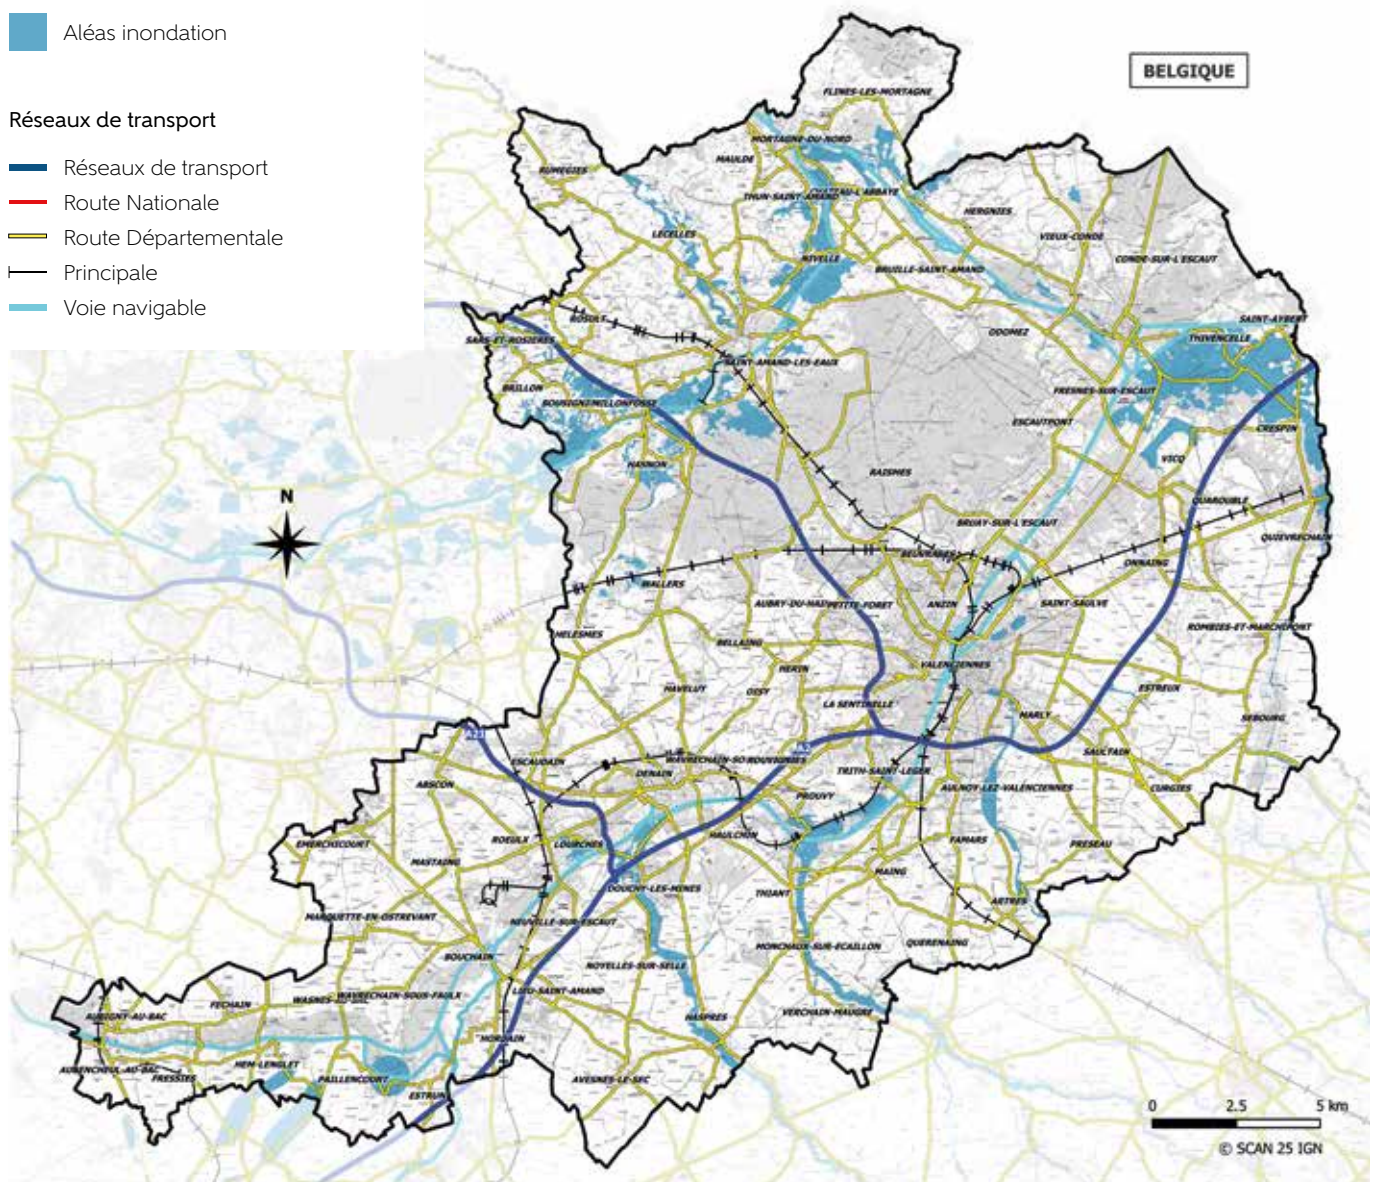 Aléas inondation
Réseaux de transport
Réseaux de transport
Route Nationale
Route Départementale
Principale
Voie navigable
BELGIQUE
FLINES-LES-MORTAGNE
MORTAGNE-DU-NORD
MAULDE
RUMEGIES
CHATEAU-L'ABBAYE
THUN-SAINT-AMAND
HERGNIES
LECELLES
VIEUX-CONDE
NIVELLE
CONDE-SUR-L'ESCAUT
BRUILLE-SAINT-AMAND
ROSULT
SAINT-AYBERT
ODOMEZ
SARS-ET-ROSIERES
THIVENCELLE
SAINT-AMAND-LES-EAUX
BRILLON
FRESNES-SUR-ESCAUT
BOUSIGNIES
MILLONFOSSE
ESCAUTPONT
CRESPIN
VICQ
HASNON
RAISMES
QUAROUBLE
N
BRUAY-SUR-L'ESCAUT
QUIEVRECHAIN
BEUVRAGES
ONNAING
WALLERS
AUBRY-DU-HAI
PETITE-FORET
ANZIN
SAINT-SAULVE
ROMBIES-ET-MARCHIPONT
HELESMES
BELLAING
VALENCIENNES
HERIN
HAVELUY
OISY
ESTREUX
LA SENTINELLE
MARLY
SEBOURG
A21
A2
SAULTAIN
ESCAUDAIN
WAVRECHAIN-SO
ROUVIGNIES
DENAIN
TRITH-SAINT-LEGER
ABSCON
AULNOY-LEZ-VALENCIENNES
CURGIES
PROUVY
HAULCHIN
EMERCHICOURT
ROEULX
LOURCHES
FAMARS
PRESEAU
MASTAING
MAING
DOUCHY-LES-MINES
THIANT
ARTRES
MARQUETTE-EN-OSTREVANT
NEUVILLE-SUR-ESCAUT
MONCHAUX-SUR-ECAILLON
QUERENAING
BOUCHAIN
NOYELLES-SUR-SELLE
LIEU-SAINT-AMAND
WAVRECHAIN-SOUS-FAULX
FECHAIN
AUBIGNY-AU-BAC
HASPRES
VERCHAIN-MAUGRE
HORDAIN
HEM-LENGLET
AUBENCHEUL-AU-BAC
FRESSIES
PAILLENCOURT
AVESNES-LE-SEC
ESTRUN
0 2.5 5 km
© SCAN 25 IGN